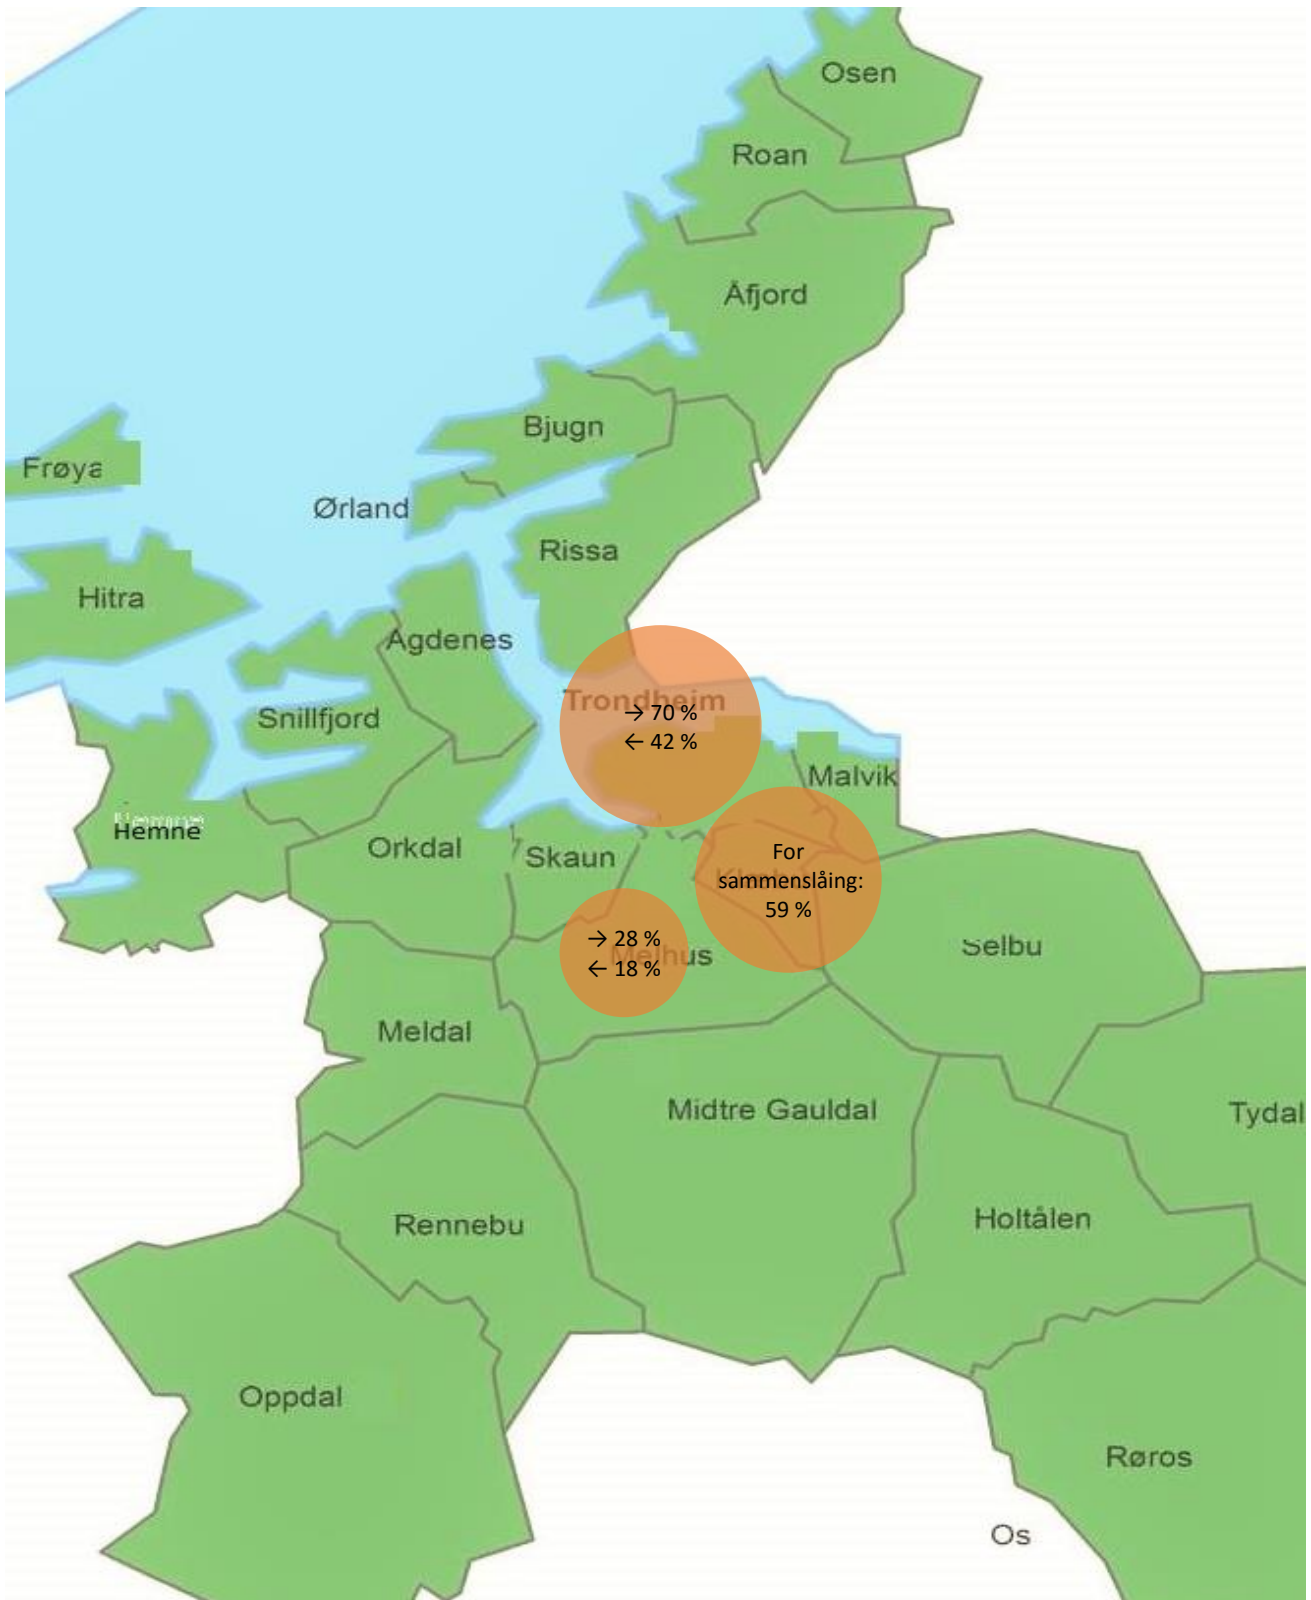 Osen
Roan
Åfjord
Bjugn
Frøya
Ørland
Rissa
Hitra
Agdenes
Trondheim
→ 70 %
← 42 %
Snillfjord
Malvik
Hemne
Orkdal
Skaun
For
sammenslåing:
59 %
→ 28 %
← 18 %
Melhus
Selbu
Meldal
Midtre Gauldal
Tydal
Rennebu
Holtålen
Oppdal
Røros
Os